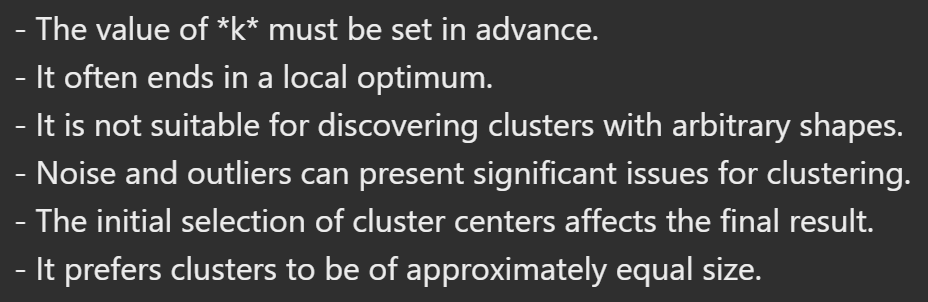 - The value of *k* must be set in advance.
- It often ends in a local optimum.
- It is not suitable for discovering clusters with arbitrary shapes.
- Noise and outliers can present significant issues for clustering.
- The initial selection of cluster centers affects the final result.
- It prefers clusters to be of approximately equal size.